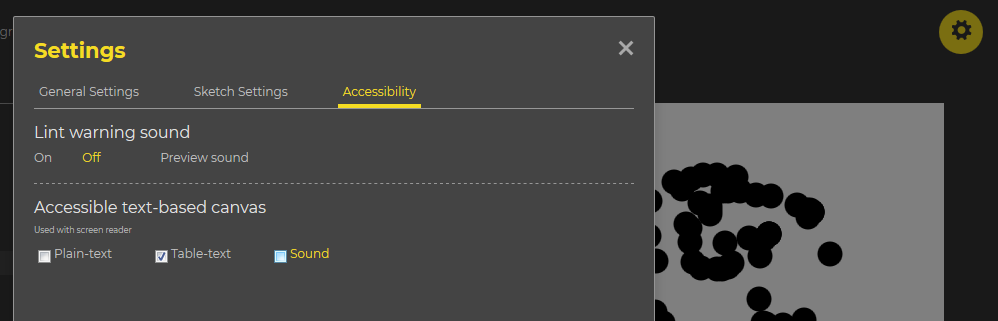 gr
Settings
General Settings Sketch Settings Accessibility
Lint warning sound
On Off Preview sound
Accessible text-based canvas
Used with screen reader
Plain-text Table-text Sound